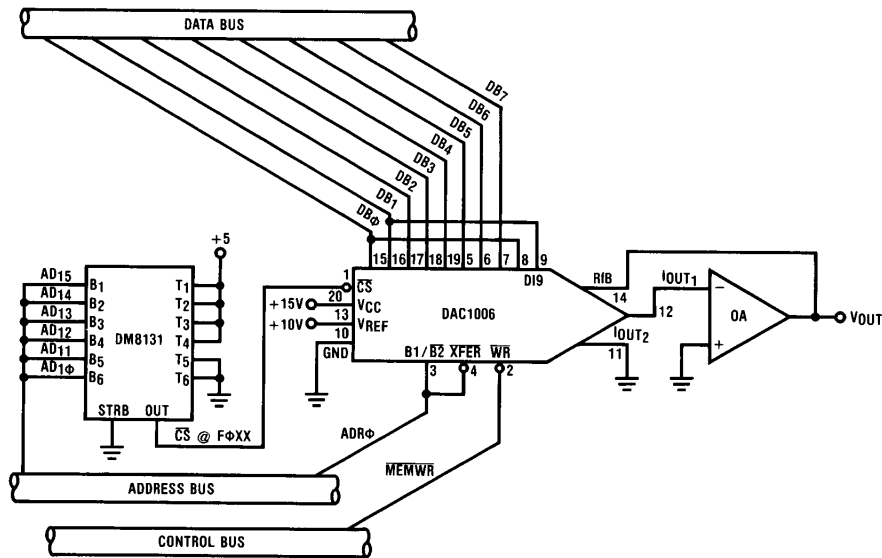 DATA BUS
DB7
DB6
DB5
DB4
DB3
DB2
DB1
DBΦ
+5
AD15
AD14
AD13
AD12
AD11
AD1Φ
B1
B2
B3
B4
B5
B6
DM8131
T1
T2
T3
T4
T5
T6
STRB OUT
CS @ FΦXX
15 16 17 18 19 5 6 7 8 9
DI9
1
CS
20
+15V
VCC
13
+10V
VREF
10
GND
DAC1006
B1/B2 XFER WR
3 4 2
RfB
14
IOUT1
12
IOUT2
11
−
OA
+
VOUT
ADRΦ
MEMWR
ADDRESS BUS
CONTROL BUS